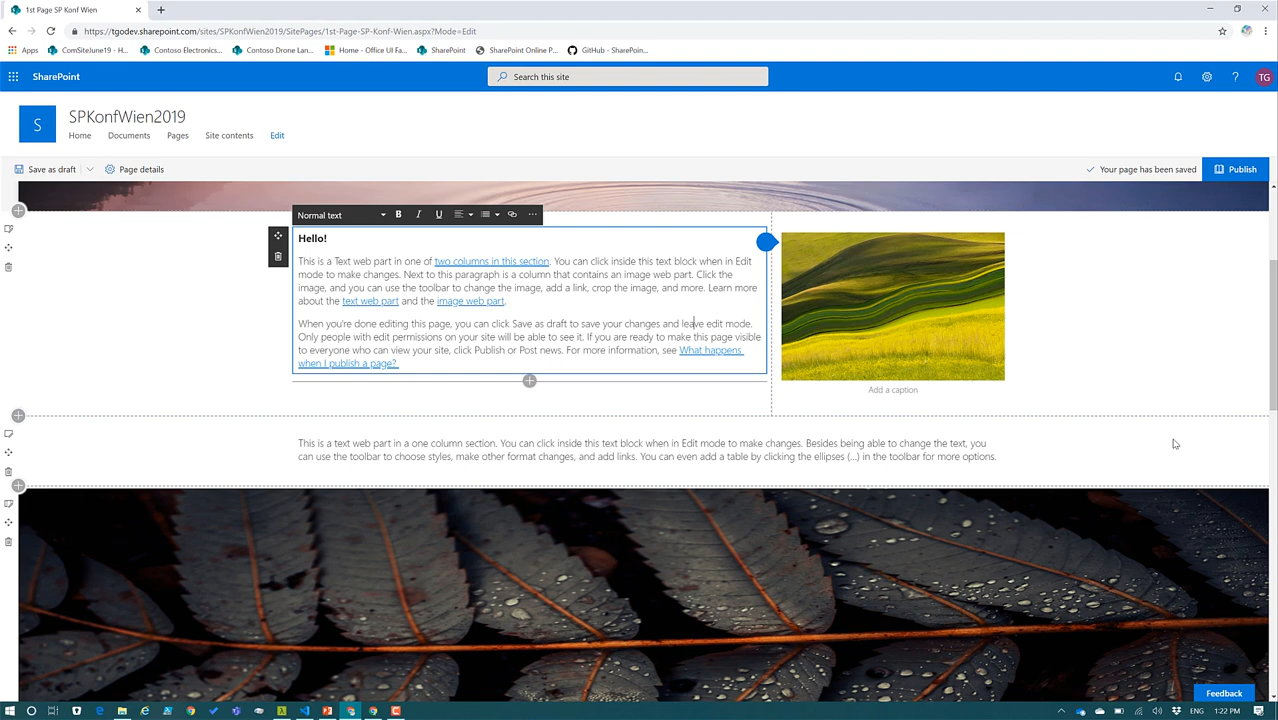 1st Page SP Konf Wien
https://tgodev.sharepoint.com/sites/SPKonfWien2019/SitePages/1st-Page-SP-Konf-Wien.aspx?Mode=Edit
Apps ComSiteJune19 - H... Contoso Electronics... Contoso Drone Lan... Home - Office UI Fa... SharePoint SharePoint Online P... GitHub - SharePoin...
SharePoint
Search this site
TG
S
SPKonfWien2019
Home Documents Pages Site contents Edit
Save as draft Page details
Your page has been saved Publish
Normal text B I U
Hello!
This is a Text web part in one of two columns in this section. You can click inside this text block when in Edit
mode to make changes. Next to this paragraph is a column that contains an image web part. Click the
image, and you can use the toolbar to change the image, add a link, crop the image, and more. Learn more
about the text web part and the image web part.
When you're done editing this page, you can click Save as draft to save your changes and leave edit mode.
Only people with edit permissions on your site will be able to see it. If you are ready to make this page visible
to everyone who can view your site, click Publish or Post news. For more information, see What happens
when I publish a page?
Add a caption
This is a text web part in a one column section. You can click inside this text block when in Edit mode to make changes. Besides being able to change the text, you
can use the toolbar to choose styles, make other format changes, and add links. You can even add a table by clicking the ellipses (...) in the toolbar for more options.
Feedback
ENG 1:22 PM